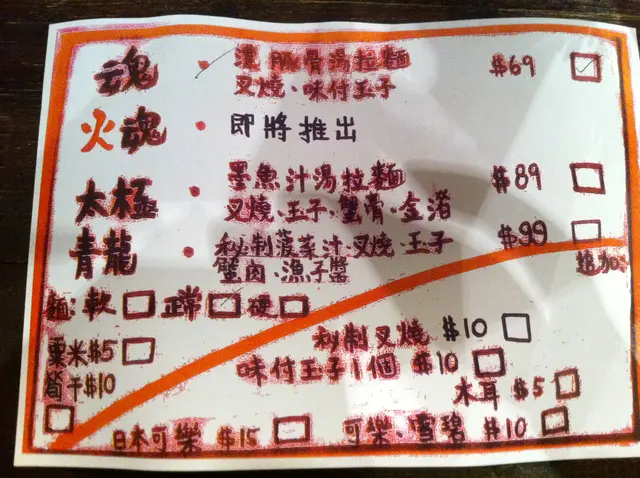 魂 濃豚骨湯拉麵 $69
叉燒·味付玉子
火魂 即將推出
太極 墨魚汁湯拉麵 $89
叉燒·玉子·蟹膏·金箔
青龍 秘制菠菜汁·叉燒·玉子 $99
蟹肉·漁子醬
追加:
麵: 軟 正常 硬
秘制叉燒 $10
粟米$5
味付玉子1個 $10
筍干$10
木耳 $5
日本可樂 $15 可樂·雪碧 $10